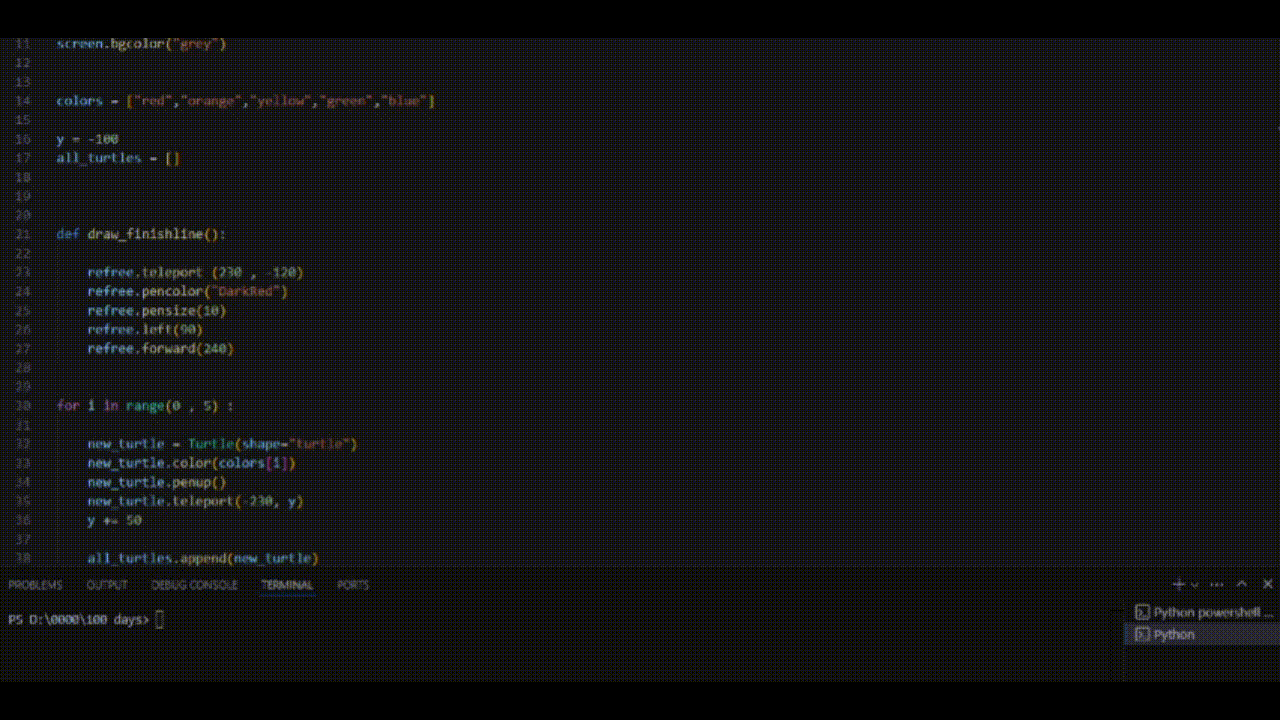 11 screen.bgcolor("grey")
12
13
14 colors = ["red","orange","yellow","green","blue"]
15
16 y = -100
17 all_turtles = []
18
19
20
21 def draw_finishline():
22
23 refree.teleport (230 , -120)
24 refree.pencolor("DarkRed")
25 refree.pensize(10)
26 refree.left(90)
27 refree.forward(240)
28
29
30 for i in range(0 , 5) :
31
32 new_turtle = Turtle(shape="turtle")
33 new_turtle.color(colors[i])
34 new_turtle.penup()
35 new_turtle.teleport(-230, y)
36 y += 50
37
38 all_turtles.append(new_turtle)
PROBLEMS OUTPUT DEBUG CONSOLE TERMINAL PORTS
PS D:\0000\100 days>
Python powershell ...
Python